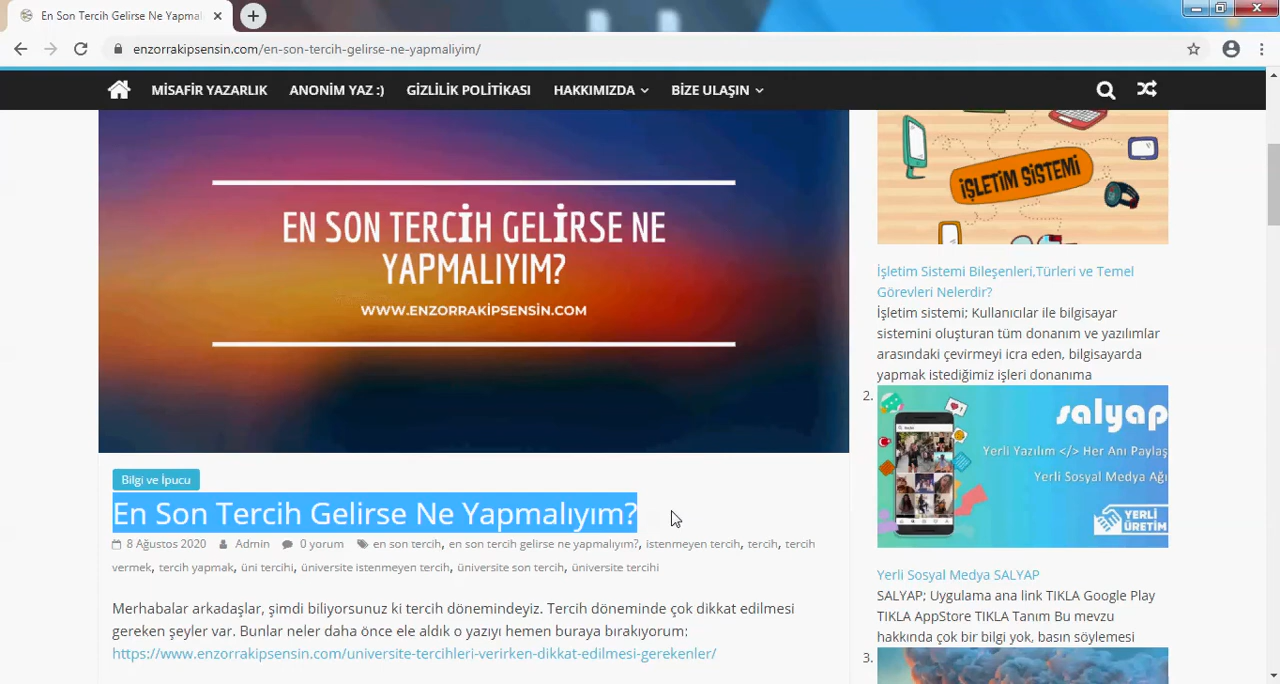 En Son Tercih Gelirse Ne Yapmal
enzorrakipsensin.com/en-son-tercih-gelirse-ne-yapmaliyim/
MİSAFİR YAZARLIK ANONİM YAZ :) GİZLİLİK POLİTİKASI HAKKIMIZDA BİZE ULAŞIN
EN SON TERCİH GELİRSE NE
YAPMALIYIM?
WWW.ENZORRAKIPSENSİN.COM
Bilgi ve İpucu
En Son Tercih Gelirse Ne Yapmalıyım?
8 Ağustos 2020 Admin 0 yorum en son tercih, en son tercih gelirse ne yapmalıyım?, istenmeyen tercih, tercih, tercih
vermek, tercih yapmak, üni tercihi, üniversite istenmeyen tercih, üniversite son tercih, üniversite tercihi
Merhabalar arkadaşlar, şimdi biliyorsunuz ki tercih dönemindeyiz. Tercih döneminde çok dikkat edilmesi
gereken şeyler var. Bunlar neler daha önce ele aldık o yazıyı hemen buraya bırakıyorum:
https://www.enzorrakipsensin.com/universite-tercihleri-verirken-dikkat-edilmesi-gerekenler/
İŞLETİM SİSTEMİ
İşletim Sistemi Bileşenleri,Türleri ve Temel
Görevleri Nelerdir?
İşletim sistemi; Kullanıcılar ile bilgisayar
sistemini oluşturan tüm donanım ve yazılımlar
arasındaki çevirmeyi icra eden, bilgisayarda
yapmak istediğimiz işleri donanıma
2.
salyap
Yerli Yazılım </> Her Anı Paylaş
Yerli Sosyal Medya Ağı
YERLİ
ÜRETİM
Yerli Sosyal Medya SALYAP
SALYAP; Uygulama ana link TIKLA Google Play
TIKLA AppStore TIKLA Tanım Bu mevzu
hakkında çok bir bilgi yok, basın söylemesi
3.